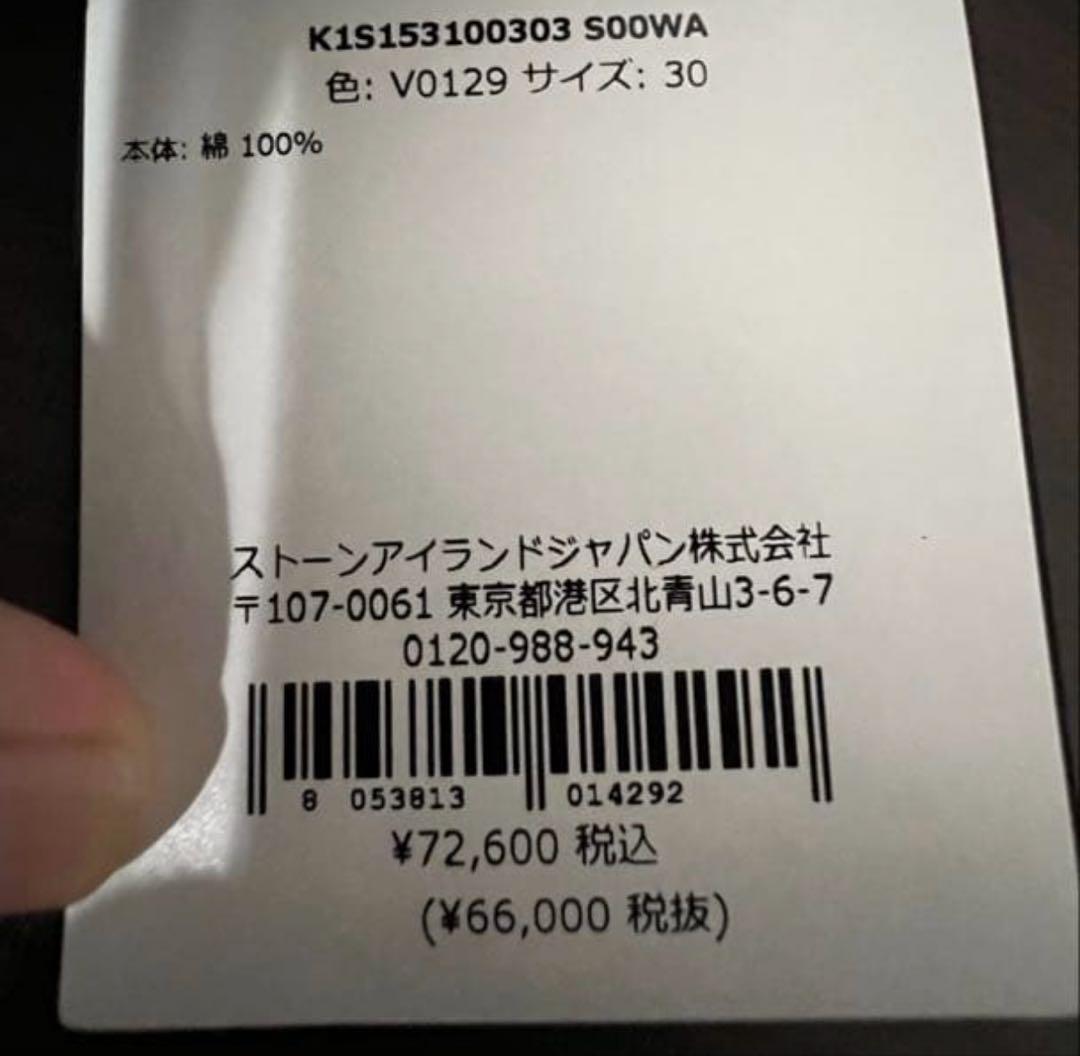 K1S153100303 S00WA
色: V0129 サイズ: 30
本体: 綿 100%
ストーンアイランドジャパン株式会社
〒107-0061 東京都港区北青山3-6-7
0120-988-943
8 053813 014292
¥72,600 税込
(¥66,000 税抜)